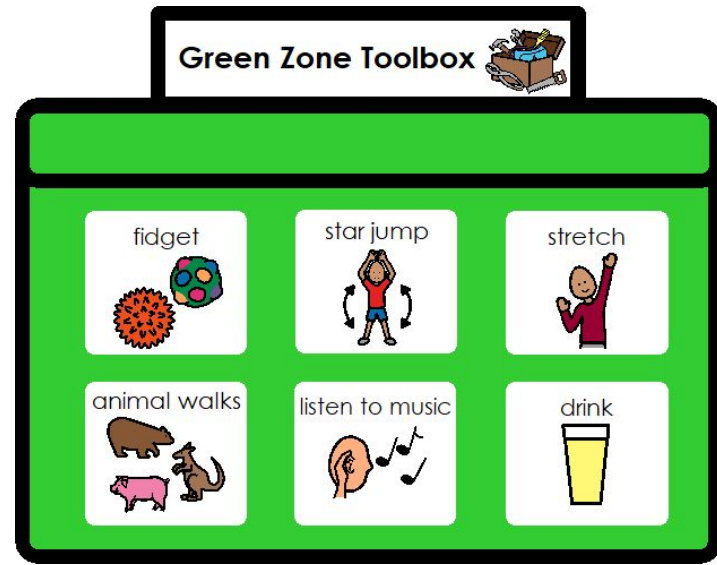 Green Zone Toolbox
fidget
star jump
stretch
animal walks
listen to music
drink